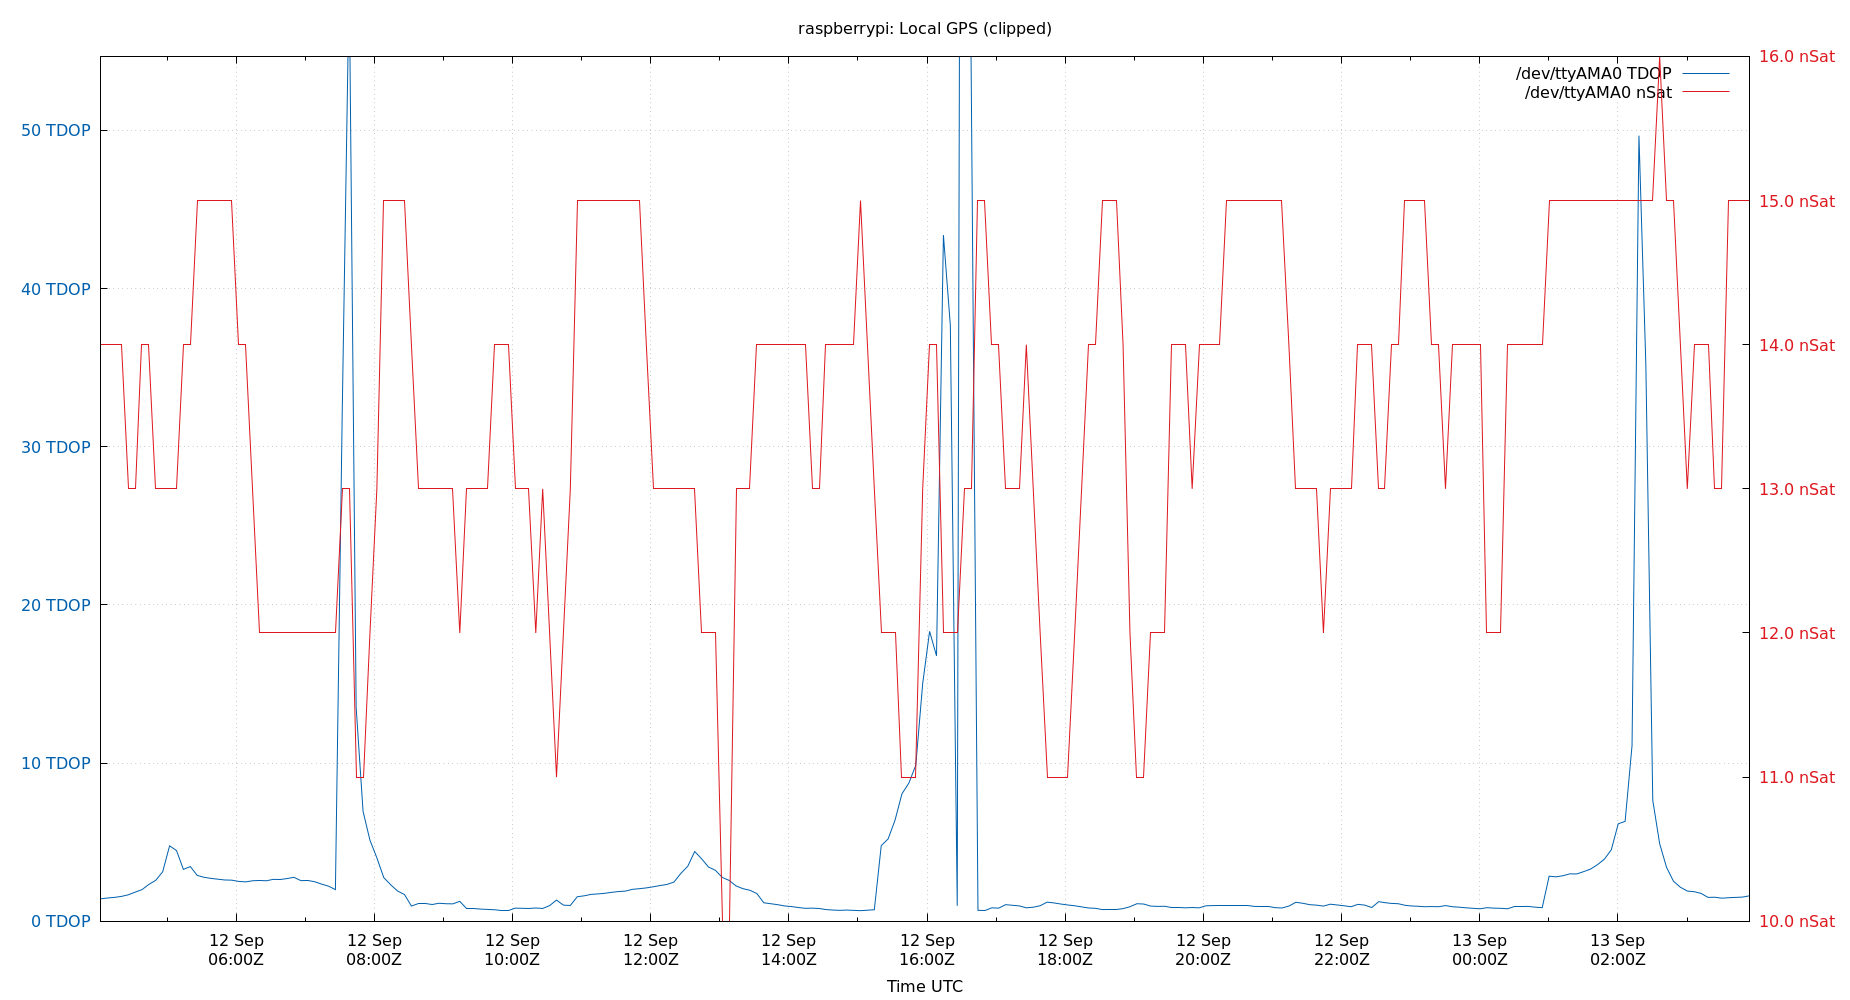 raspberrypi: Local GPS (clipped)
/dev/ttyAMA0 TDOP
/dev/ttyAMA0 nSat
50 TDOP
40 TDOP
30 TDOP
20 TDOP
10 TDOP
0 TDOP
16.0 nSat
15.0 nSat
14.0 nSat
13.0 nSat
12.0 nSat
11.0 nSat
10.0 nSat
12 Sep 12 Sep 12 Sep 12 Sep 12 Sep 12 Sep 12 Sep 12 Sep 12 Sep 13 Sep 13 Sep
06:00Z 08:00Z 10:00Z 12:00Z 14:00Z 16:00Z 18:00Z 20:00Z 22:00Z 00:00Z 02:00Z
Time UTC